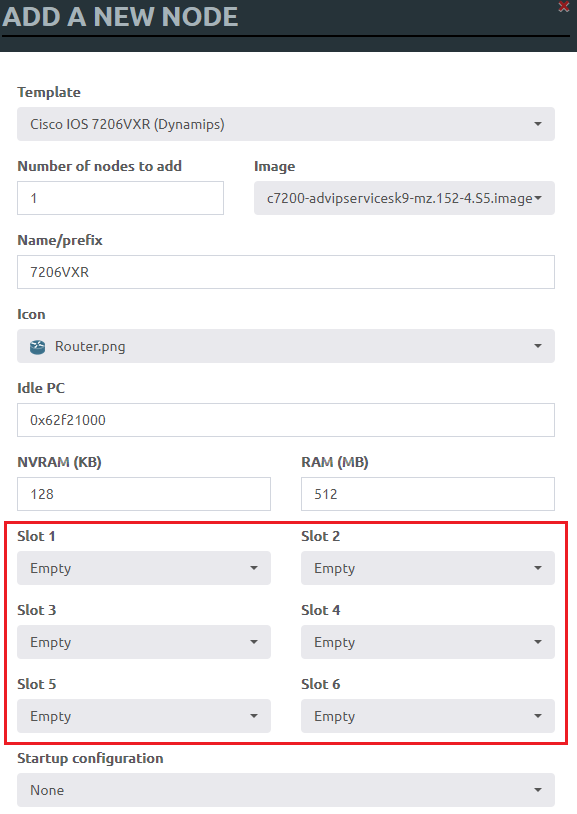 ADD A NEW NODE
Template
Cisco IOS 7206VXR (Dynamips)
Number of nodes to add Image
1 c7200-advipservicesk9-mz.152-4.S5.image
Name/prefix
7206VXR
Icon
Router.png
Idle PC
0x62f21000
NVRAM (KB) RAM (MB)
128 512
Slot 1 Slot 2
Empty Empty
Slot 3 Slot 4
Empty Empty
Slot 5 Slot 6
Empty Empty
Startup configuration
None